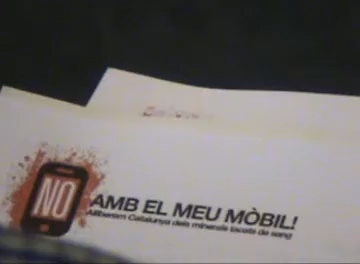 NO
AMB EL MEU MÒBIL!
Alliberem Catalunya dels minerals tacats de sang